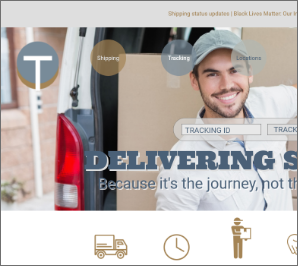 Shipping status updates | Black Lives Matter. Our
T
Shipping
Tracking
Locations
TRACKING ID
TRACK
DELIVERING S
Because it's the journey, not th